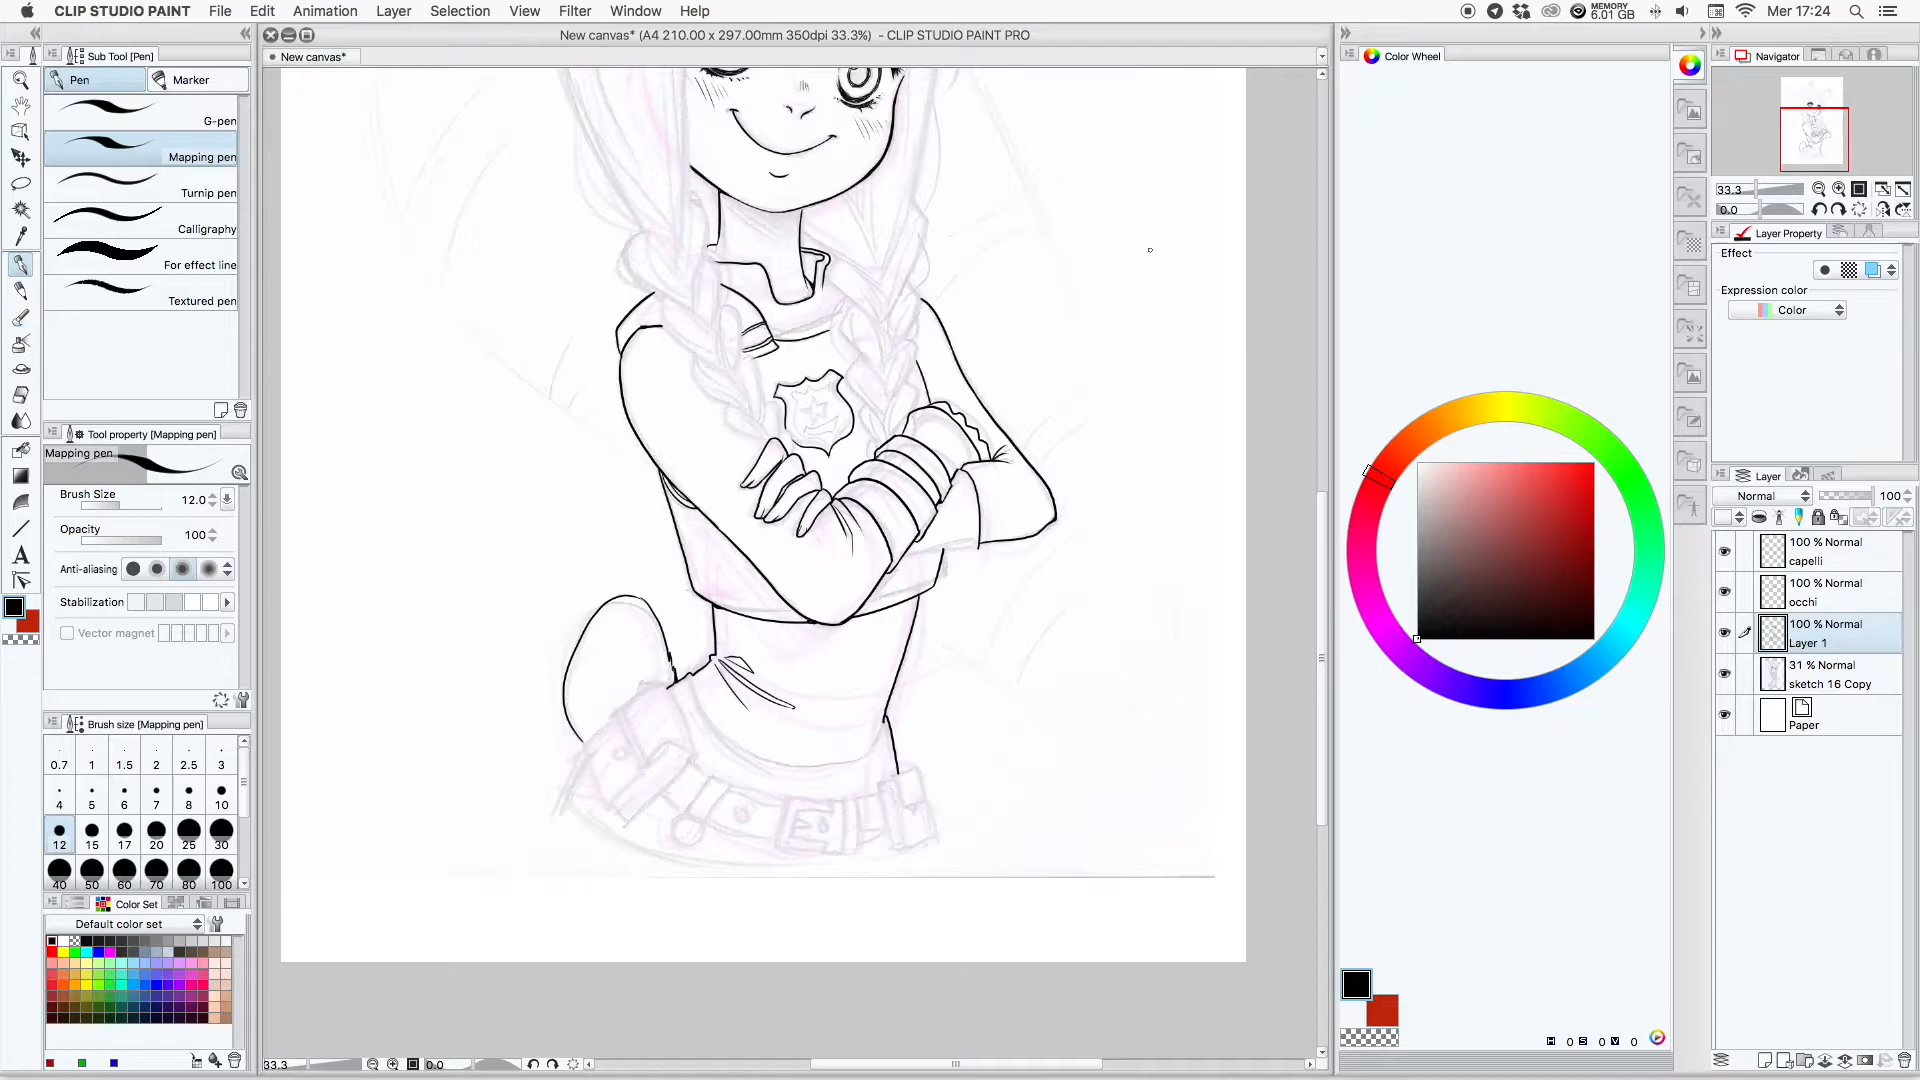 CLIP STUDIO PAINT File Edit Animation Layer Selection View Filter Window Help MEMORY 6.01 GB Mer 17:24
New canvas* (A4 210.00 x 297.00mm 350dpi 33.3%) - CLIP STUDIO PAINT PRO
New canvas*
Sub Tool [Pen]
Pen Marker
G-pen
Mapping pen
Turnip pen
Calligraphy
For effect line
Textured pen
Tool property [Mapping pen]
Mapping pen
Brush Size 12.0
Opacity 100
Anti-aliasing
Stabilization
Vector magnet
Brush size [Mapping pen]
0.7 1 1.5 2 2.5 3
4 5 6 7 8 10
12 15 17 20 25 30
40 50 60 70 80 100
Color Set
Default color set
33.3 0.0
Color Wheel
H 0 S 0 V 0
Navigator
33.3
0.0
Layer Property
Effect
Expression color
Color
Layer
Normal 100
100 % Normal
capelli
100 % Normal
occhi
100 % Normal
Layer 1
31 % Normal
sketch 16 Copy
Paper